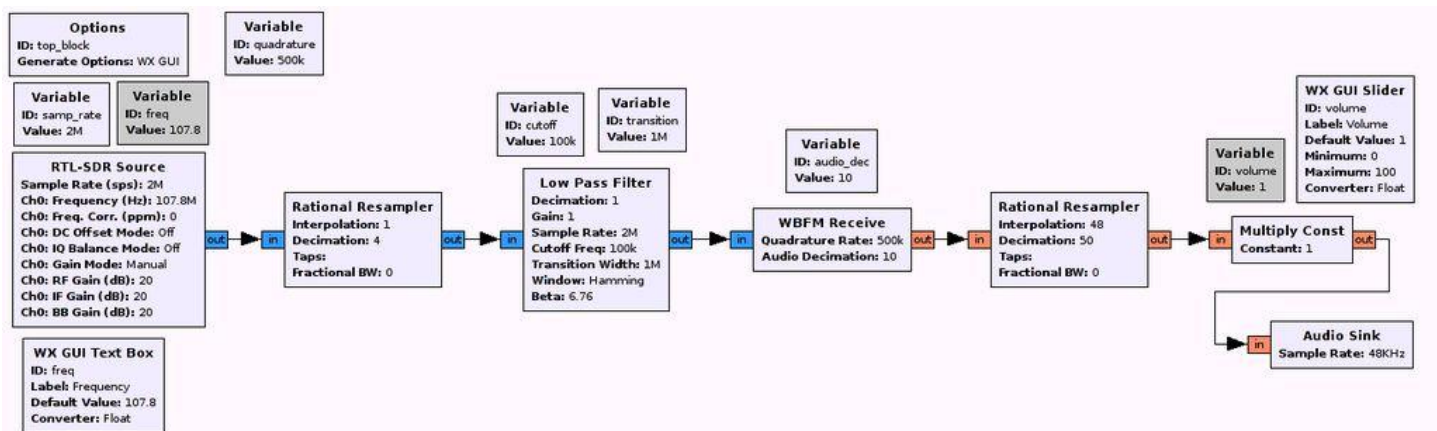 Options
ID: top_block
Generate Options: WX GUI
Variable
ID: quadrature
Value: 500k
Variable
ID: samp_rate
Value: 2M
Variable
ID: freq
Value: 107.8
RTL-SDR Source
Sample Rate (sps): 2M
Ch0: Frequency (Hz): 107.8M
Ch0: Freq. Corr. (ppm): 0
Ch0: DC Offset Mode: Off
Ch0: IQ Balance Mode: Off
Ch0: Gain Mode: Manual
Ch0: RF Gain (dB): 20
Ch0: IF Gain (dB): 20
Ch0: BB Gain (dB): 20
out
WX GUI Text Box
ID: freq
Label: Frequency
Default Value: 107.8
Converter: Float
in
Rational Resampler
Interpolation: 1
Decimation: 4
Taps:
Fractional BW: 0
out
Variable
ID: cutoff
Value: 100k
Variable
ID: transition
Value: 1M
in
Low Pass Filter
Decimation: 1
Gain: 1
Sample Rate: 2M
Cutoff Freq: 100k
Transition Width: 1M
Window: Hamming
Beta: 6.76
out
Variable
ID: audio_dec
Value: 10
in
WBFM Receive
Quadrature Rate: 500k
Audio Decimation: 10
out
in
Rational Resampler
Interpolation: 48
Decimation: 50
Taps:
Fractional BW: 0
out
Variable
ID: volume
Value: 1
WX GUI Slider
ID: volume
Label: Volume
Default Value: 1
Minimum: 0
Maximum: 100
Converter: Float
in
Multiply Const
Constant: 1
out
in
Audio Sink
Sample Rate: 48KHz